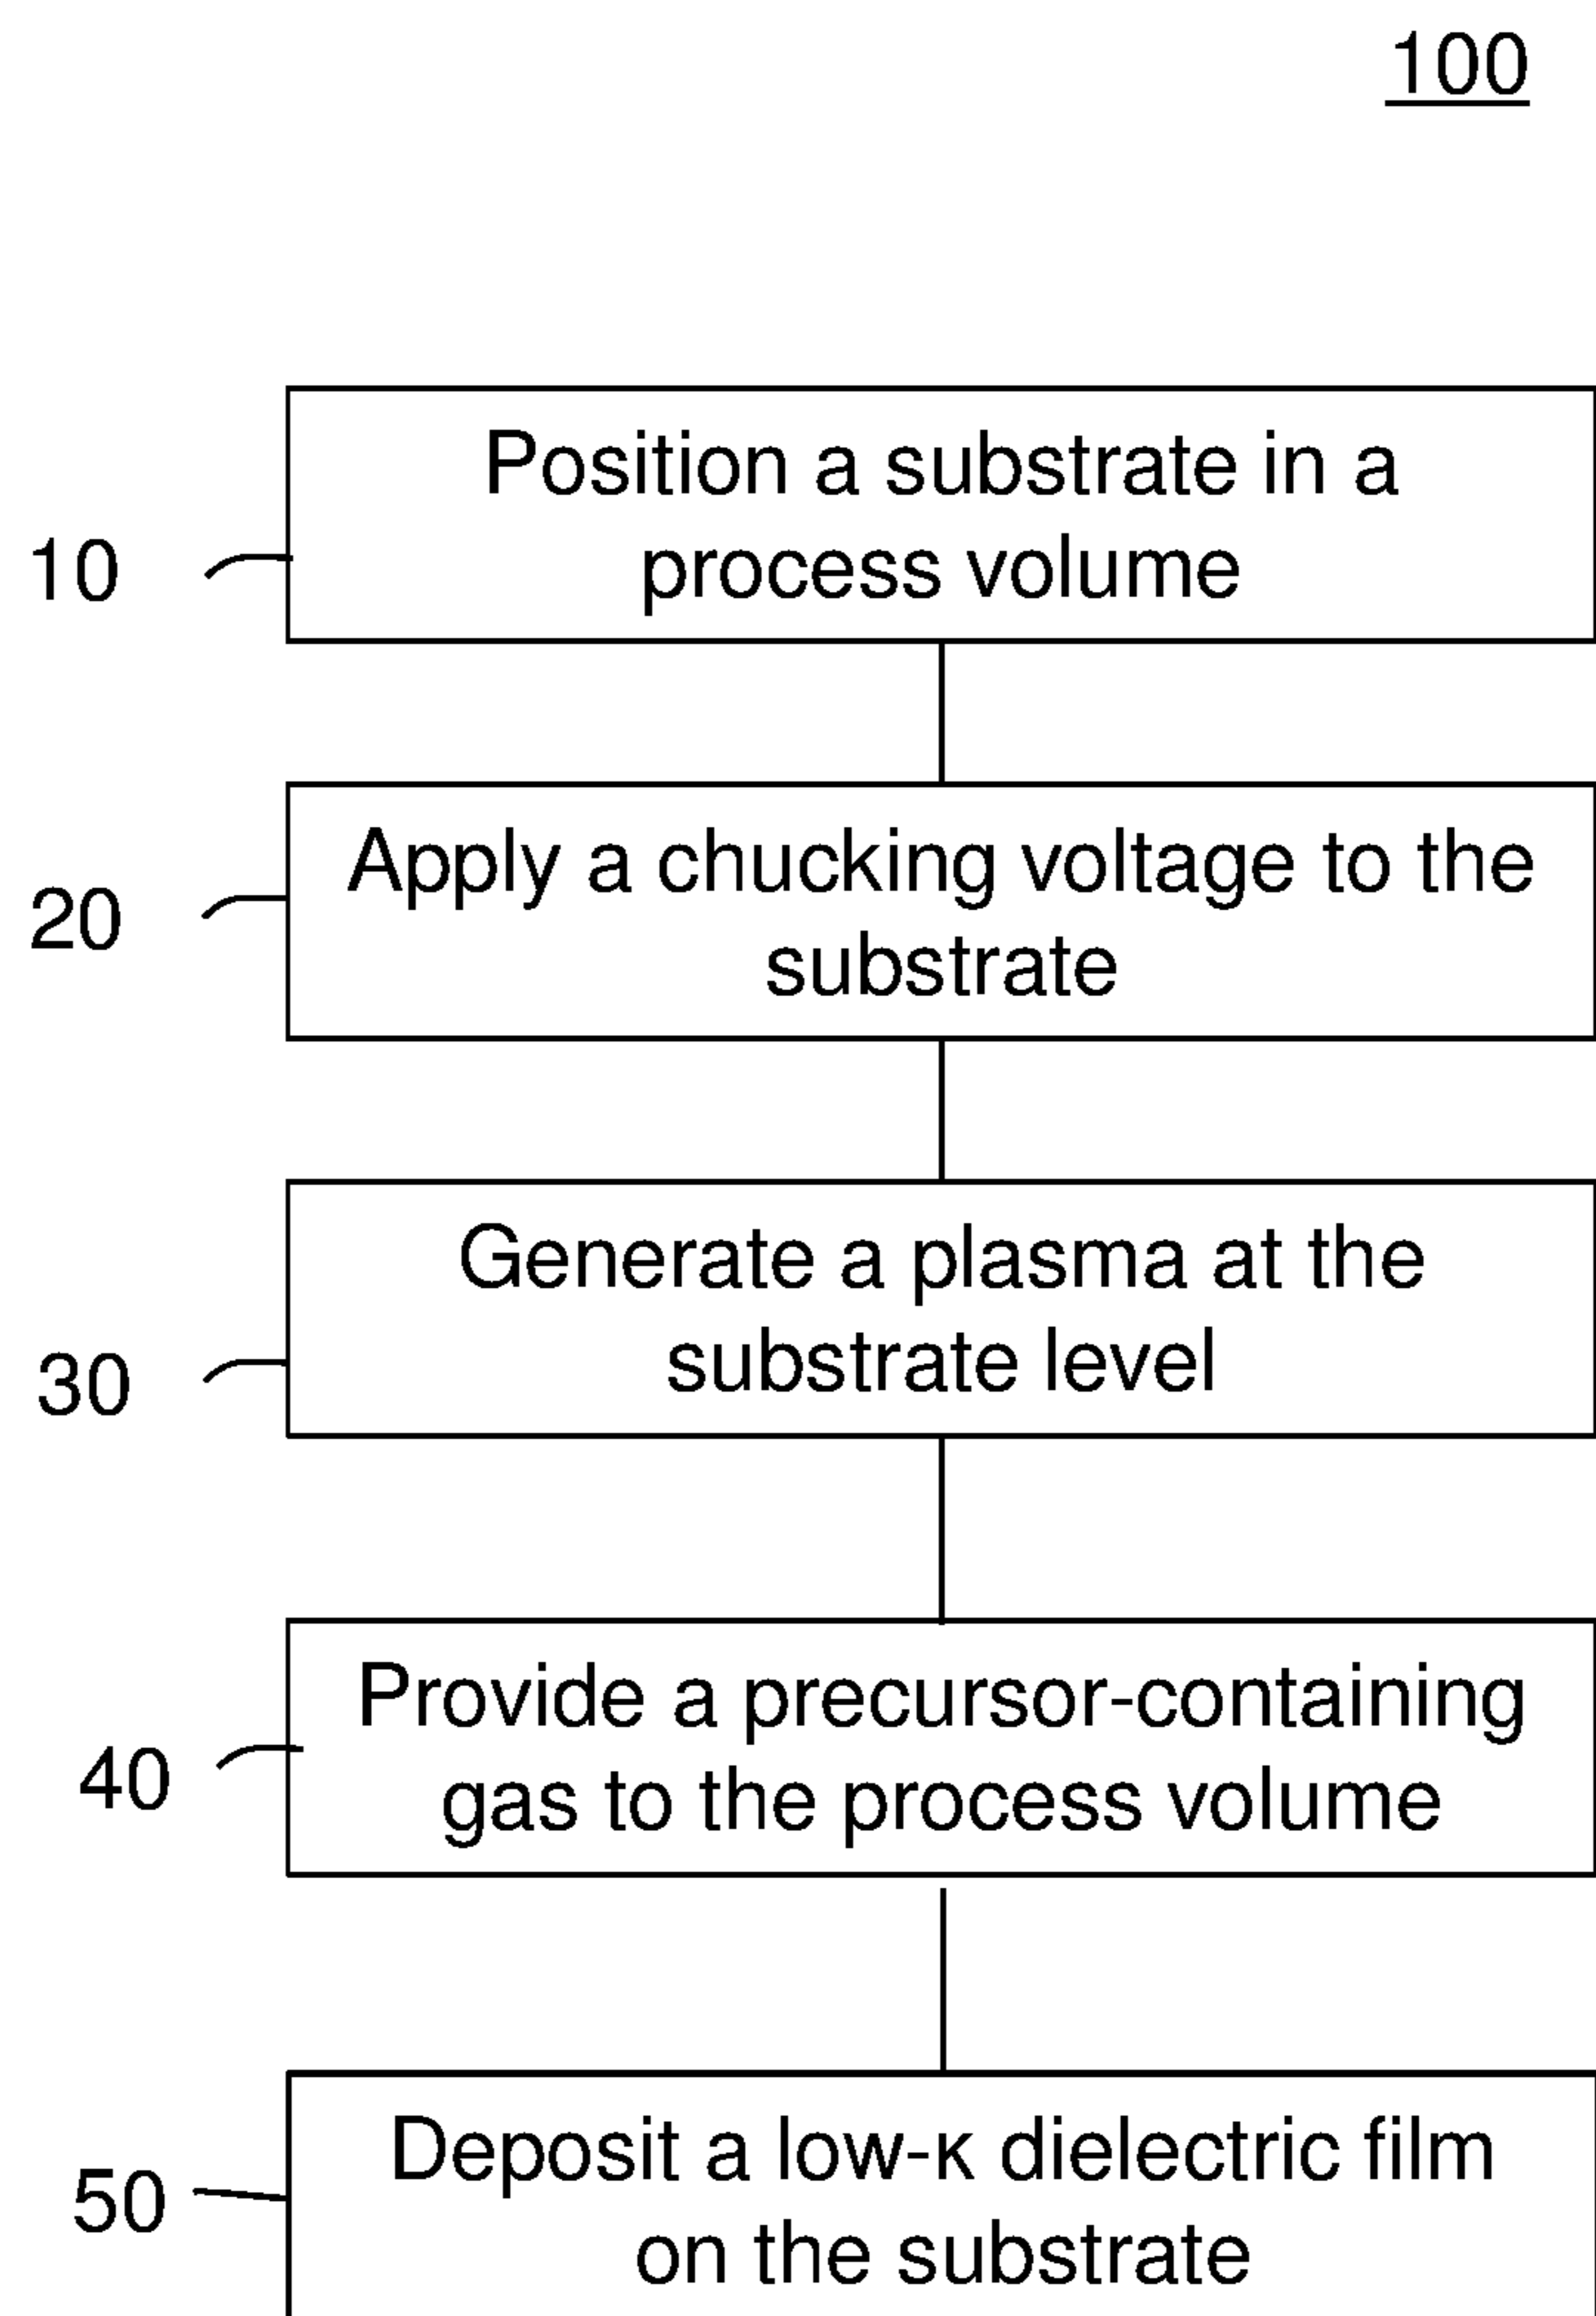 100
Position a substrate in a
process volume
10
Apply a chucking voltage to the
substrate
20
Generate a plasma at the
substrate level
30
Provide a precursor-containing
gas to the process volume
40
Deposit a low-κ dielectric film
on the substrate
50